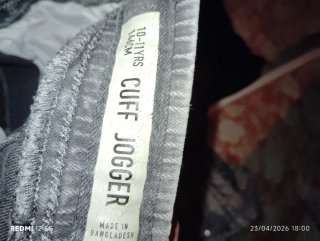 10-11YRS
146CM
CUFF JOGGER
MADE IN
BANGLADESH
REDMI 12 5G
23/04/2026 18:00